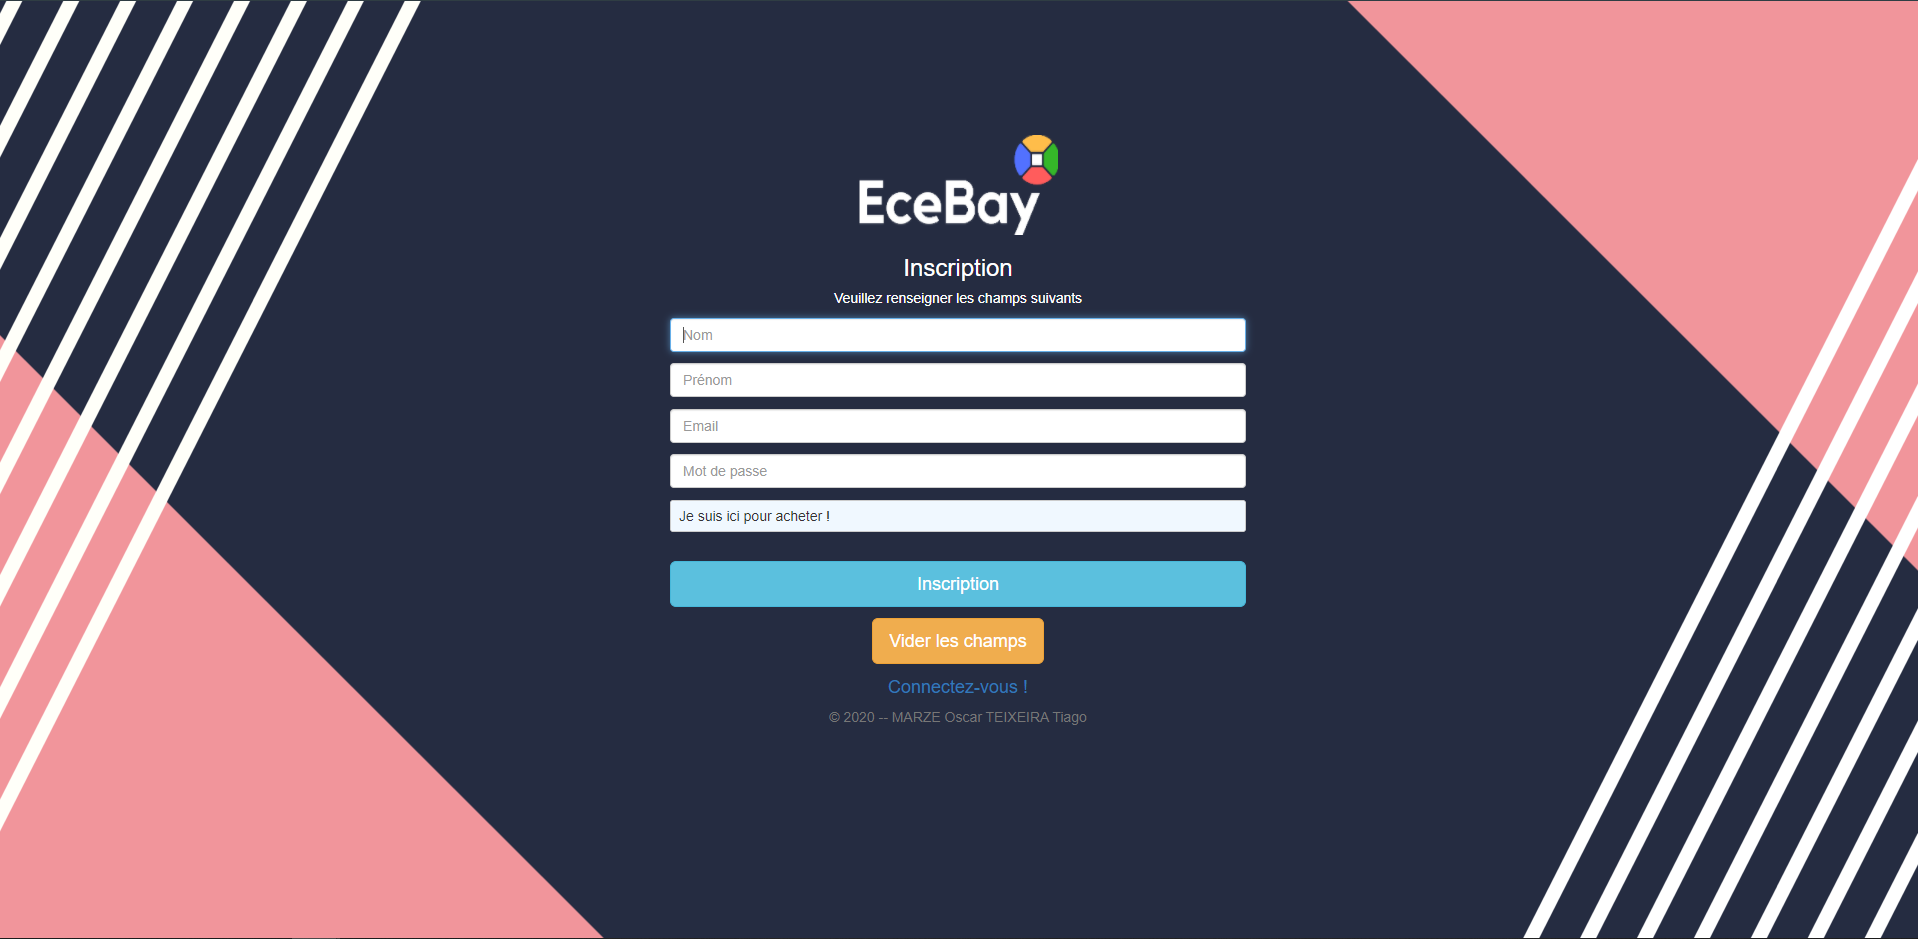 EceBay
Inscription
Veuillez renseigner les champs suivants
Nom
Prénom
Email
Mot de passe
Je suis ici pour acheter !
Inscription
Vider les champs
Connectez-vous !
© 2020 -- MARZE Oscar TEIXEIRA Tiago